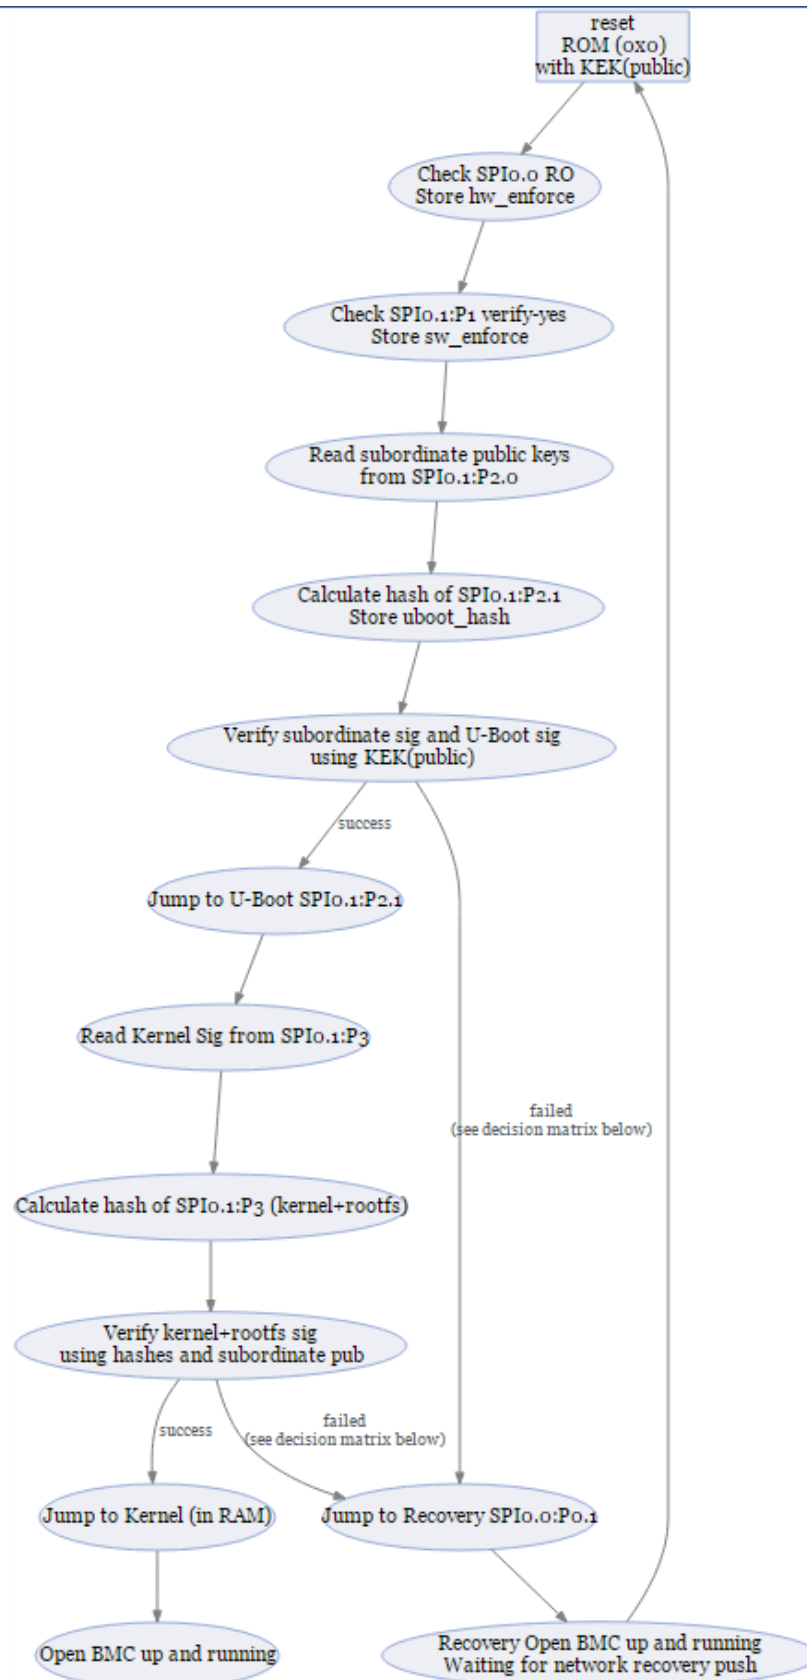 reset
ROM (0x0)
with KEK(public)
Check SPI0.0 RO
Store hw_enforce
Check SPI0.1:P1 verify-yes
Store sw_enforce
Read subordinate public keys
from SPI0.1:P2.0
Calculate hash of SPI0.1:P2.1
Store uboot_hash
Verify subordinate sig and U-Boot sig
using KEK(public)
success
Jump to U-Boot SPI0.1:P2.1
Read Kernel Sig from SPI0.1:P3
failed
(see decision matrix below)
Calculate hash of SPI0.1:P3 (kernel+rootfs)
Verify kernel+rootfs sig
using hashes and subordinate pub
success
failed
(see decision matrix below)
Jump to Kernel (in RAM)
Jump to Recovery SPI0.0:P0.1
Open BMC up and running
Recovery Open BMC up and running
Waiting for network recovery push